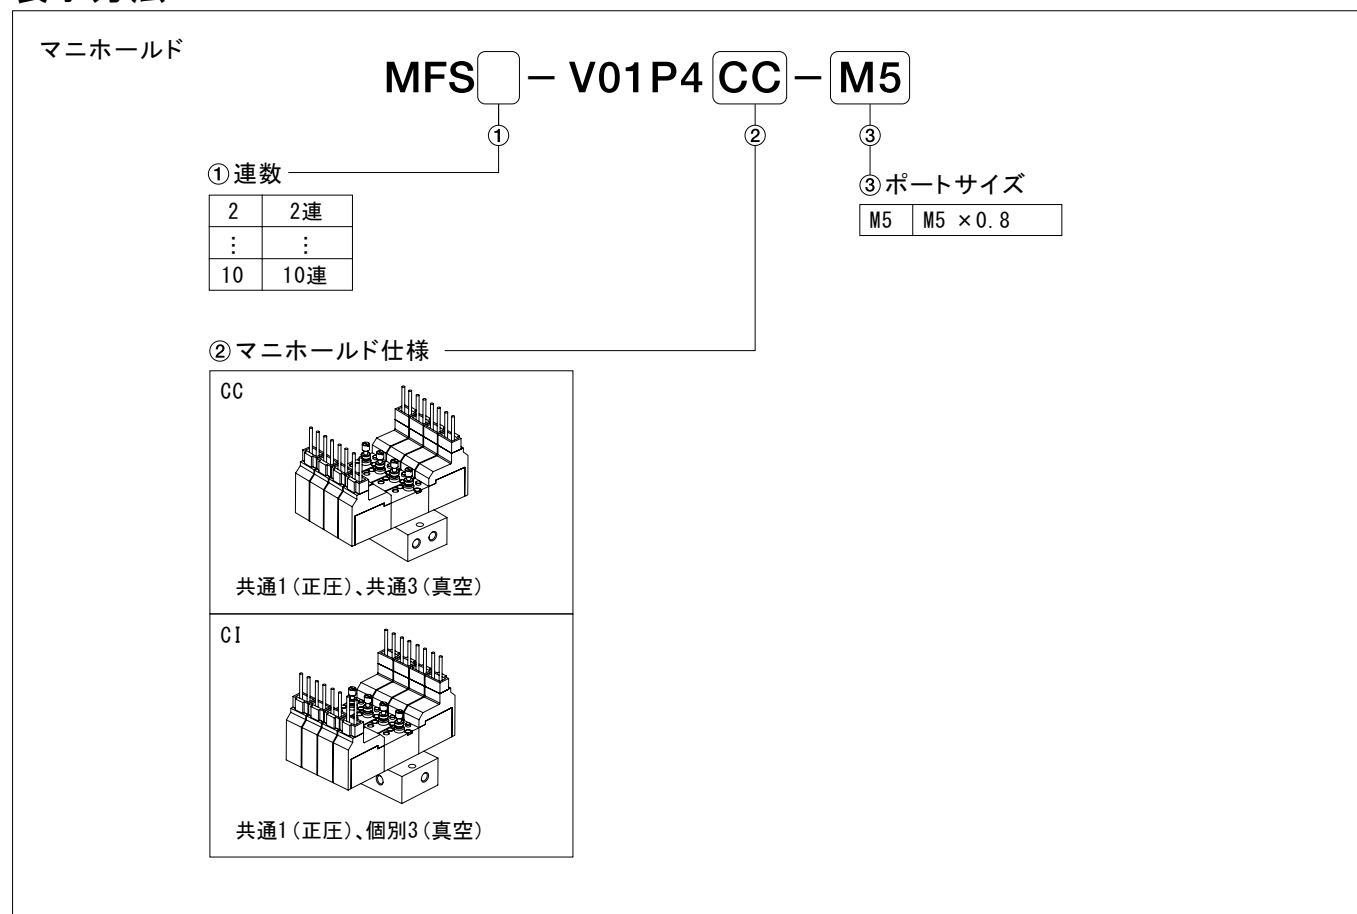 マニホールド
MFS － V01P4 CC － M5
① ② ③
①連数
2 2連
⋮ ⋮
10 10連
③ポートサイズ
M5 M5 ×0.8
②マニホールド仕様
CC
共通1（正圧）、共通3（真空）
CI
共通1（正圧）、個別3（真空）